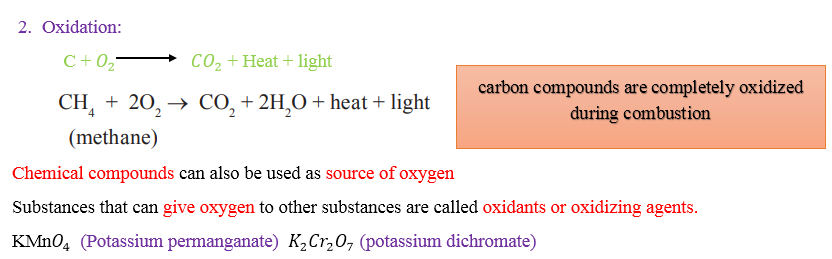 2. Oxidation:
C + O₂ ⟶ CO₂ + Heat + light
CH₄ + 2O₂ → CO₂ + 2H₂O + heat + light
(methane)
carbon compounds are completely oxidized
during combustion
Chemical compounds can also be used as source of oxygen
Substances that can give oxygen to other substances are called oxidants or oxidizing agents.
KMnO₄ (Potassium permanganate) K₂Cr₂O₇ (potassium dichromate)